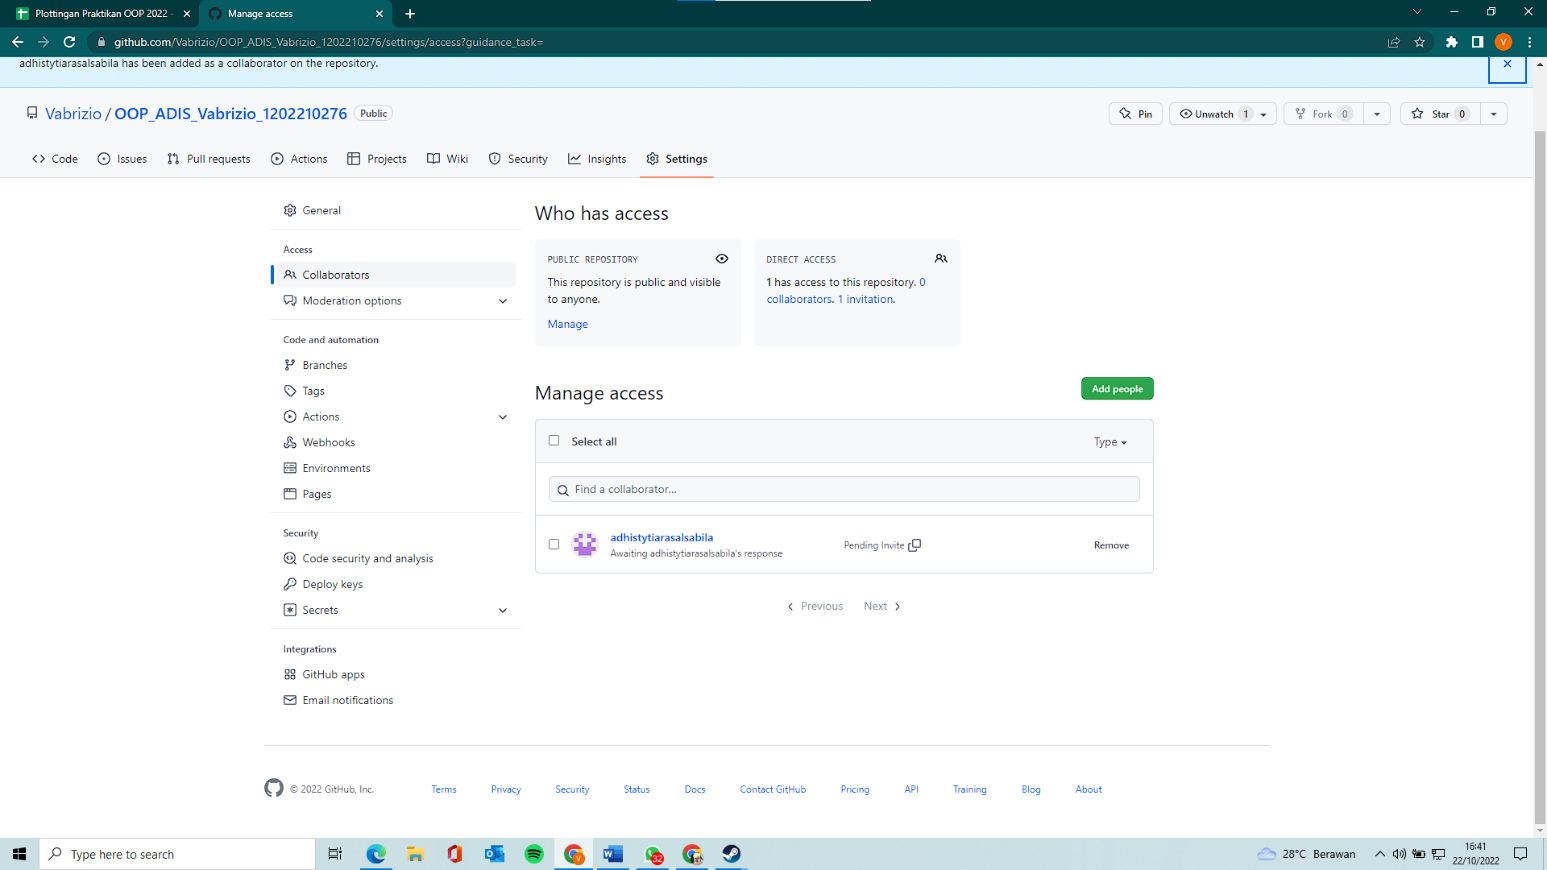 Plottingan Praktikan OOP 2022
Manage access
github.com/Vabrizio/OOP_ADIS_Vabrizio_1202210276/settings/access?guidance_task=
V
adhistytiarasalsabila has been added as a collaborator on the repository.
Vabrizio / OOP_ADIS_Vabrizio_1202210276 Public
Pin
Unwatch 1
Fork 0
Star 0
Code
Issues
Pull requests
Actions
Projects
Wiki
Security
Insights
Settings
General
Access
Collaborators
Moderation options
Code and automation
Branches
Tags
Actions
Webhooks
Environments
Pages
Security
Code security and analysis
Deploy keys
Secrets
Integrations
GitHub apps
Email notifications
Who has access
PUBLIC REPOSITORY
This repository is public and visible
to anyone.
Manage
DIRECT ACCESS
1 has access to this repository. 0
collaborators. 1 invitation.
Manage access
Add people
Select all
Type
Find a collaborator...
adhistytiarasalsabila
Awaiting adhistytiarasalsabila's response
Pending Invite
Remove
Previous
Next
© 2022 GitHub, Inc.
Terms
Privacy
Security
Status
Docs
Contact GitHub
Pricing
API
Training
Blog
About
Type here to search
32
28°C Berawan
16:41
22/10/2022